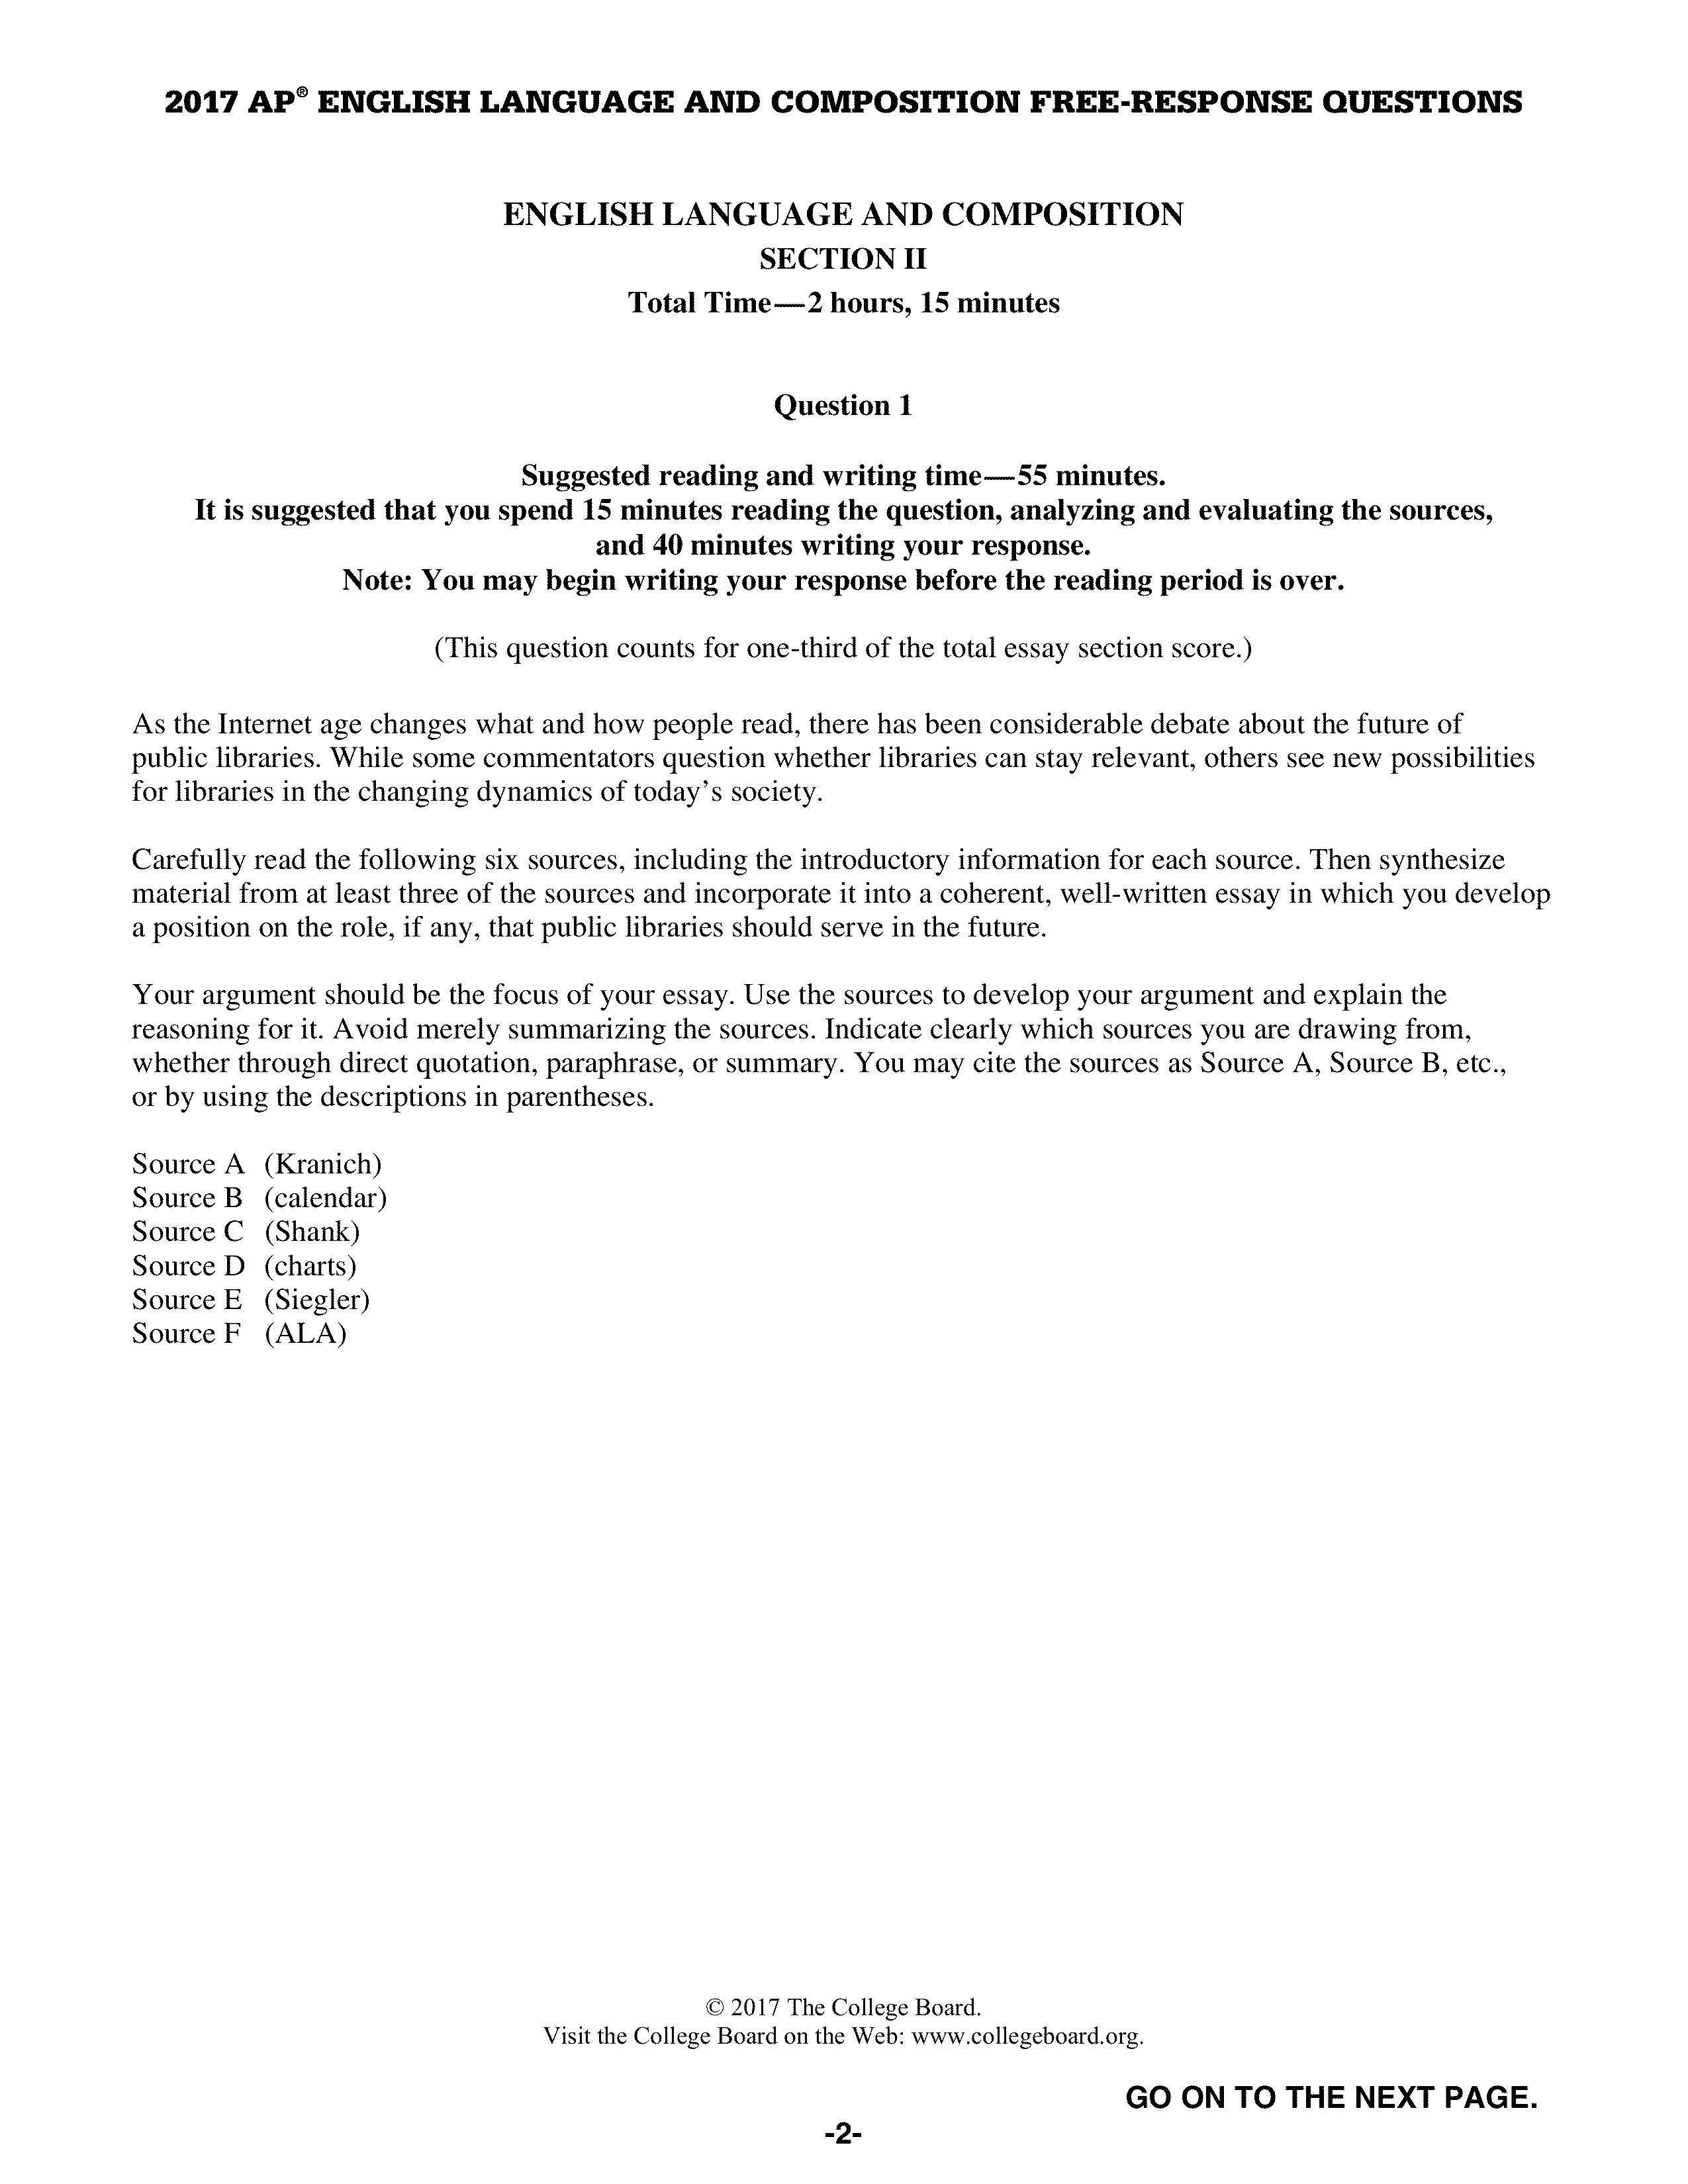 2017 AP® ENGLISH LANGUAGE AND COMPOSITION FREE-RESPONSE QUESTIONS
ENGLISH LANGUAGE AND COMPOSITION
SECTION II
Total Time—2 hours, 15 minutes
Question 1
Suggested reading and writing time—55 minutes.
It is suggested that you spend 15 minutes reading the question, analyzing and evaluating the sources,
and 40 minutes writing your response.
Note: You may begin writing your response before the reading period is over.
(This question counts for one-third of the total essay section score.)
As the Internet age changes what and how people read, there has been considerable debate about the future of
public libraries. While some commentators question whether libraries can stay relevant, others see new possibilities
for libraries in the changing dynamics of today’s society.
Carefully read the following six sources, including the introductory information for each source. Then synthesize
material from at least three of the sources and incorporate it into a coherent, well-written essay in which you develop
a position on the role, if any, that public libraries should serve in the future.
Your argument should be the focus of your essay. Use the sources to develop your argument and explain the
reasoning for it. Avoid merely summarizing the sources. Indicate clearly which sources you are drawing from,
whether through direct quotation, paraphrase, or summary. You may cite the sources as Source A, Source B, etc.,
or by using the descriptions in parentheses.
Source A (Kranich)
Source B (calendar)
Source C (Shank)
Source D (charts)
Source E (Siegler)
Source F (ALA)
© 2017 The College Board.
Visit the College Board on the Web: www.collegeboard.org.
GO ON TO THE NEXT PAGE.
-2-